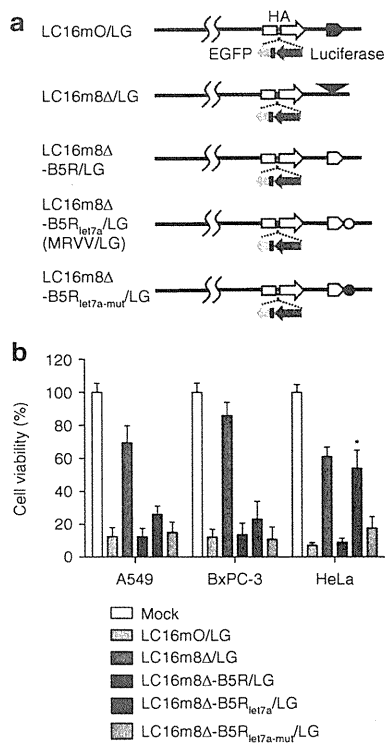 a
HA
LC16mO/LG
EGFP
Luciferase
LC16m8Δ/LG
LC16m8Δ
-B5R/LG
LC16m8Δ
-B5Rlet7a/LG
(MRVV/LG)
LC16m8Δ
-B5Rlet7a-mut/LG
b
Cell viability (%)
120
100
80
60
40
20
0
*
A549
BxPC-3
HeLa
Mock
LC16mO/LG
LC16m8Δ/LG
LC16m8Δ-B5R/LG
LC16m8Δ-B5Rlet7a/LG
LC16m8Δ-B5Rlet7a-mut/LG